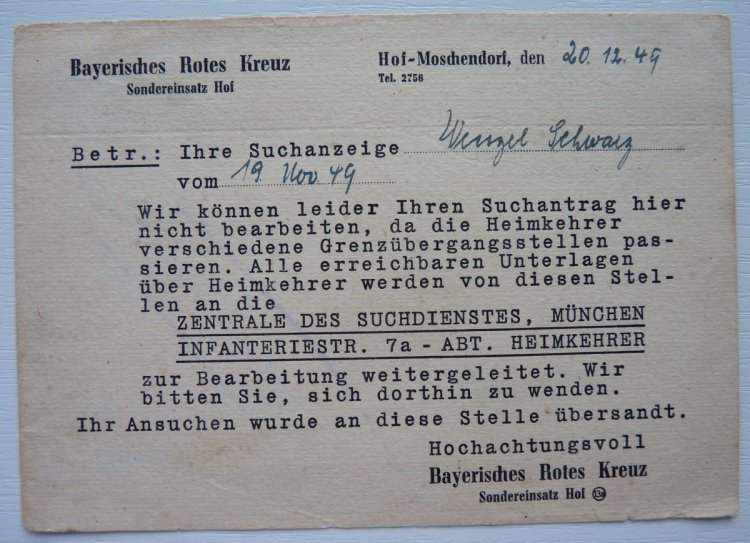 Bayerisches Rotes Kreuz
Sondereinsatz Hof
Hof-Moschendorf, den 20.12.49
Tel. 2756
Betr.: Ihre Suchanzeige Wenzel Schwarz
vom 19 Nov 49
Wir können leider Ihren Suchantrag hier
nicht bearbeiten, da die Heimkehrer
verschiedene Grenzübergangsstellen pas-
sieren. Alle erreichbaren Unterlagen
über Heimkehrer werden von diesen Stel-
len an die
ZENTRALE DES SUCHDIENSTES, MÜNCHEN
INFANTERIESTR. 7a - ABT. HEIMKEHRER
zur Bearbeitung weitergeleitet. Wir
bitten Sie, sich dorthin zu wenden.
Ihr Ansuchen wurde an diese Stelle übersandt.
Hochachtungsvoll
Bayerisches Rotes Kreuz
Sondereinsatz Hof 13a